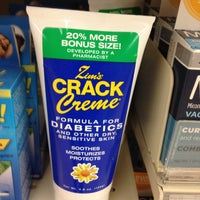 20% MORE
BONUS SIZE!
DEVELOPED BY A
PHARMACIST
Zim's
CRACK
Creme
FORMULA FOR
DIABETICS
AND OTHER DRY,
SENSITIVE SKIN
SOOTHES
MOISTURIZES
PROTECTS